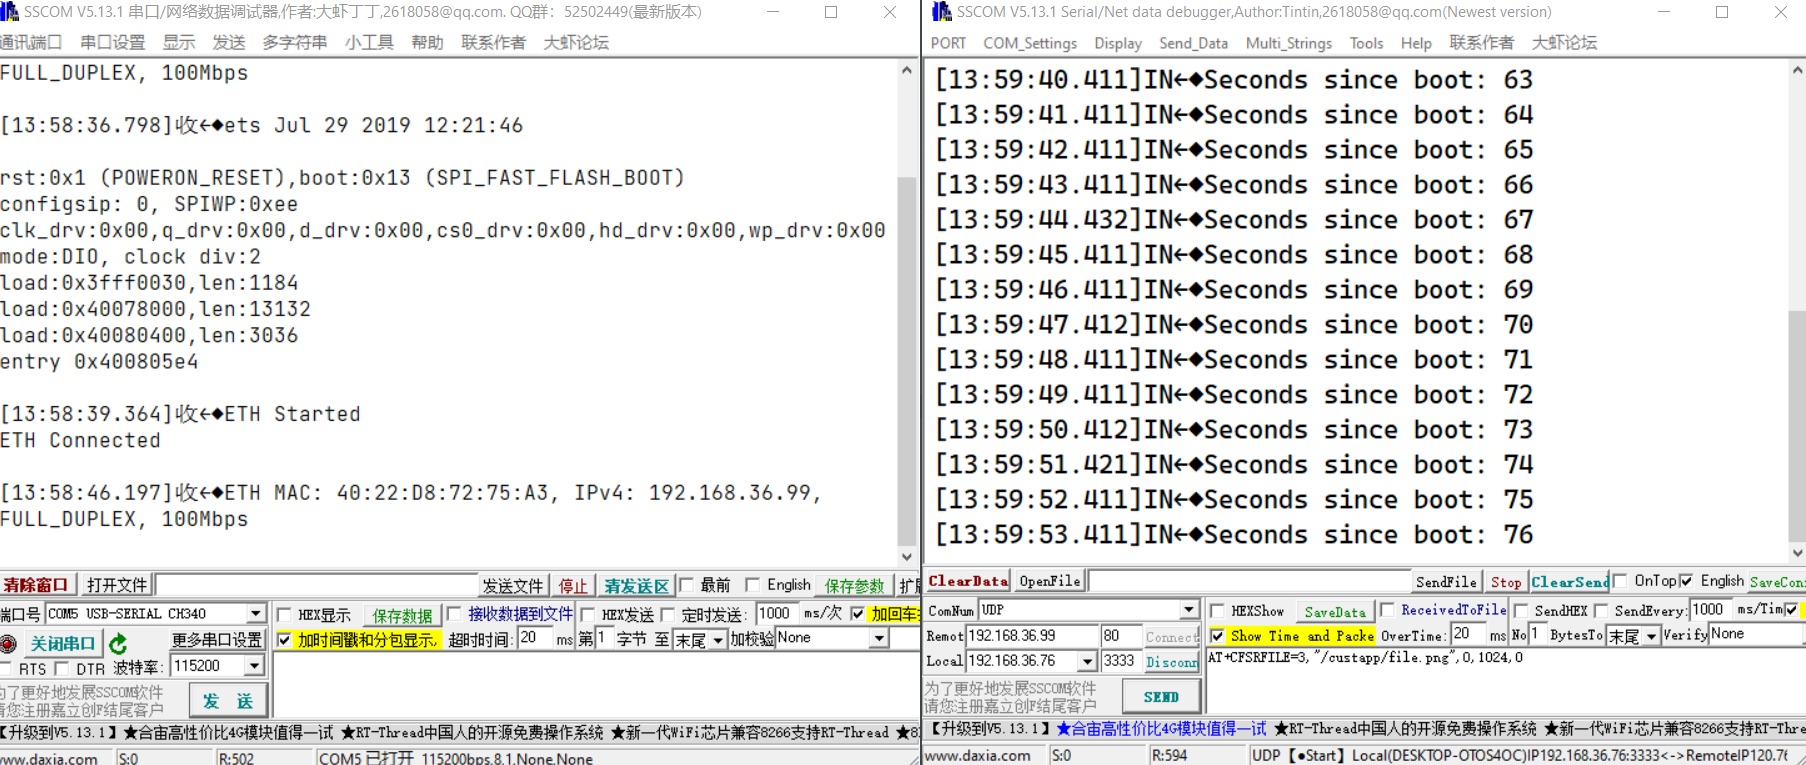 SSCOM V5.13.1 串口/网络数据调试器,作者:大虾丁丁,2618058@qq.com. QQ群：52502449(最新版本)
通讯端口 串口设置 显示 发送 多字符串 小工具 帮助 联系作者 大虾论坛
FULL_DUPLEX, 100Mbps
[13:58:36.798]收←◆ets Jul 29 2019 12:21:46
rst:0x1 (POWERON_RESET),boot:0x13 (SPI_FAST_FLASH_BOOT)
configsip: 0, SPIWP:0xee
clk_drv:0x00,q_drv:0x00,d_drv:0x00,cs0_drv:0x00,hd_drv:0x00,wp_drv:0x00
mode:DIO, clock div:2
load:0x3fff0030,len:1184
load:0x40078000,len:13132
load:0x40080400,len:3036
entry 0x400805e4
[13:58:39.364]收←◆ETH Started
ETH Connected
[13:58:46.197]收←◆ETH MAC: 40:22:D8:72:75:A3, IPv4: 192.168.36.99,
FULL_DUPLEX, 100Mbps
清除窗口 打开文件 发送文件 停止 清发送区 最前 English 保存参数 扩展
端口号 COM5 USB-SERIAL CH340 HEX显示 保存数据 接收数据到文件 HEX发送 定时发送: 1000 ms/次 加回车
关闭串口 更多串口设置 加时间戳和分包显示, 超时时间: 20 ms 第 1 字节 至 末尾 加校验 None
RTS DTR 波特率: 115200
为了更好地发展SSCOM软件
请您注册嘉立创F结尾客户
发 送
【升级到V5.13.1】★合宙高性价比4G模块值得一试 ★RT-Thread中国人的开源免费操作系统 ★新一代WiFi芯片兼容8266支持RT-Thread ★8
www.daxia.com S:0 R:502 COM5 已打开 115200bps,8,1,None,None
SSCOM V5.13.1 Serial/Net data debugger,Author:Tintin,2618058@qq.com(Newest version)
PORT COM_Settings Display Send_Data Multi_Strings Tools Help 联系作者 大虾论坛
[13:59:40.411]IN←◆Seconds since boot: 63
[13:59:41.411]IN←◆Seconds since boot: 64
[13:59:42.411]IN←◆Seconds since boot: 65
[13:59:43.411]IN←◆Seconds since boot: 66
[13:59:44.432]IN←◆Seconds since boot: 67
[13:59:45.411]IN←◆Seconds since boot: 68
[13:59:46.411]IN←◆Seconds since boot: 69
[13:59:47.412]IN←◆Seconds since boot: 70
[13:59:48.411]IN←◆Seconds since boot: 71
[13:59:49.411]IN←◆Seconds since boot: 72
[13:59:50.412]IN←◆Seconds since boot: 73
[13:59:51.421]IN←◆Seconds since boot: 74
[13:59:52.411]IN←◆Seconds since boot: 75
[13:59:53.411]IN←◆Seconds since boot: 76
ClearData OpenFile SendFile Stop ClearSend OnTop English SaveConf
ComNum UDP HEXShow SaveData ReceivedToFile SendHEX SendEvery: 1000 ms/Tim
Remot 192.168.36.99 80 Connect Show Time and Packe OverTime: 20 ms No 1 BytesTo 末尾 Verify None
Local 192.168.36.76 3333 Disconn
AT+CFSRFILE=3,"/custapp/file.png",0,1024,0
为了更好地发展SSCOM软件
请您注册嘉立创F结尾客户
SEND
【升级到V5.13.1】★合宙高性价比4G模块值得一试 ★RT-Thread中国人的开源免费操作系统 ★新一代WiFi芯片兼容8266支持RT-Thre
www.daxia.com S:0 R:594 UDP【●Start】Local(DESKTOP-OTOS4OC)IP192.168.36.76:3333<->RemoteIP120.76